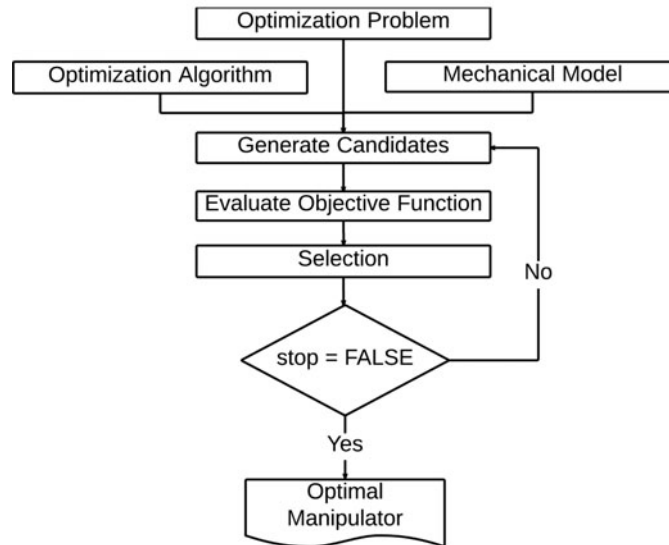 Optimization Problem
Optimization Algorithm
Mechanical Model
Generate Candidates
Evaluate Objective Function
Selection
No
stop = FALSE
Yes
Optimal
Manipulator